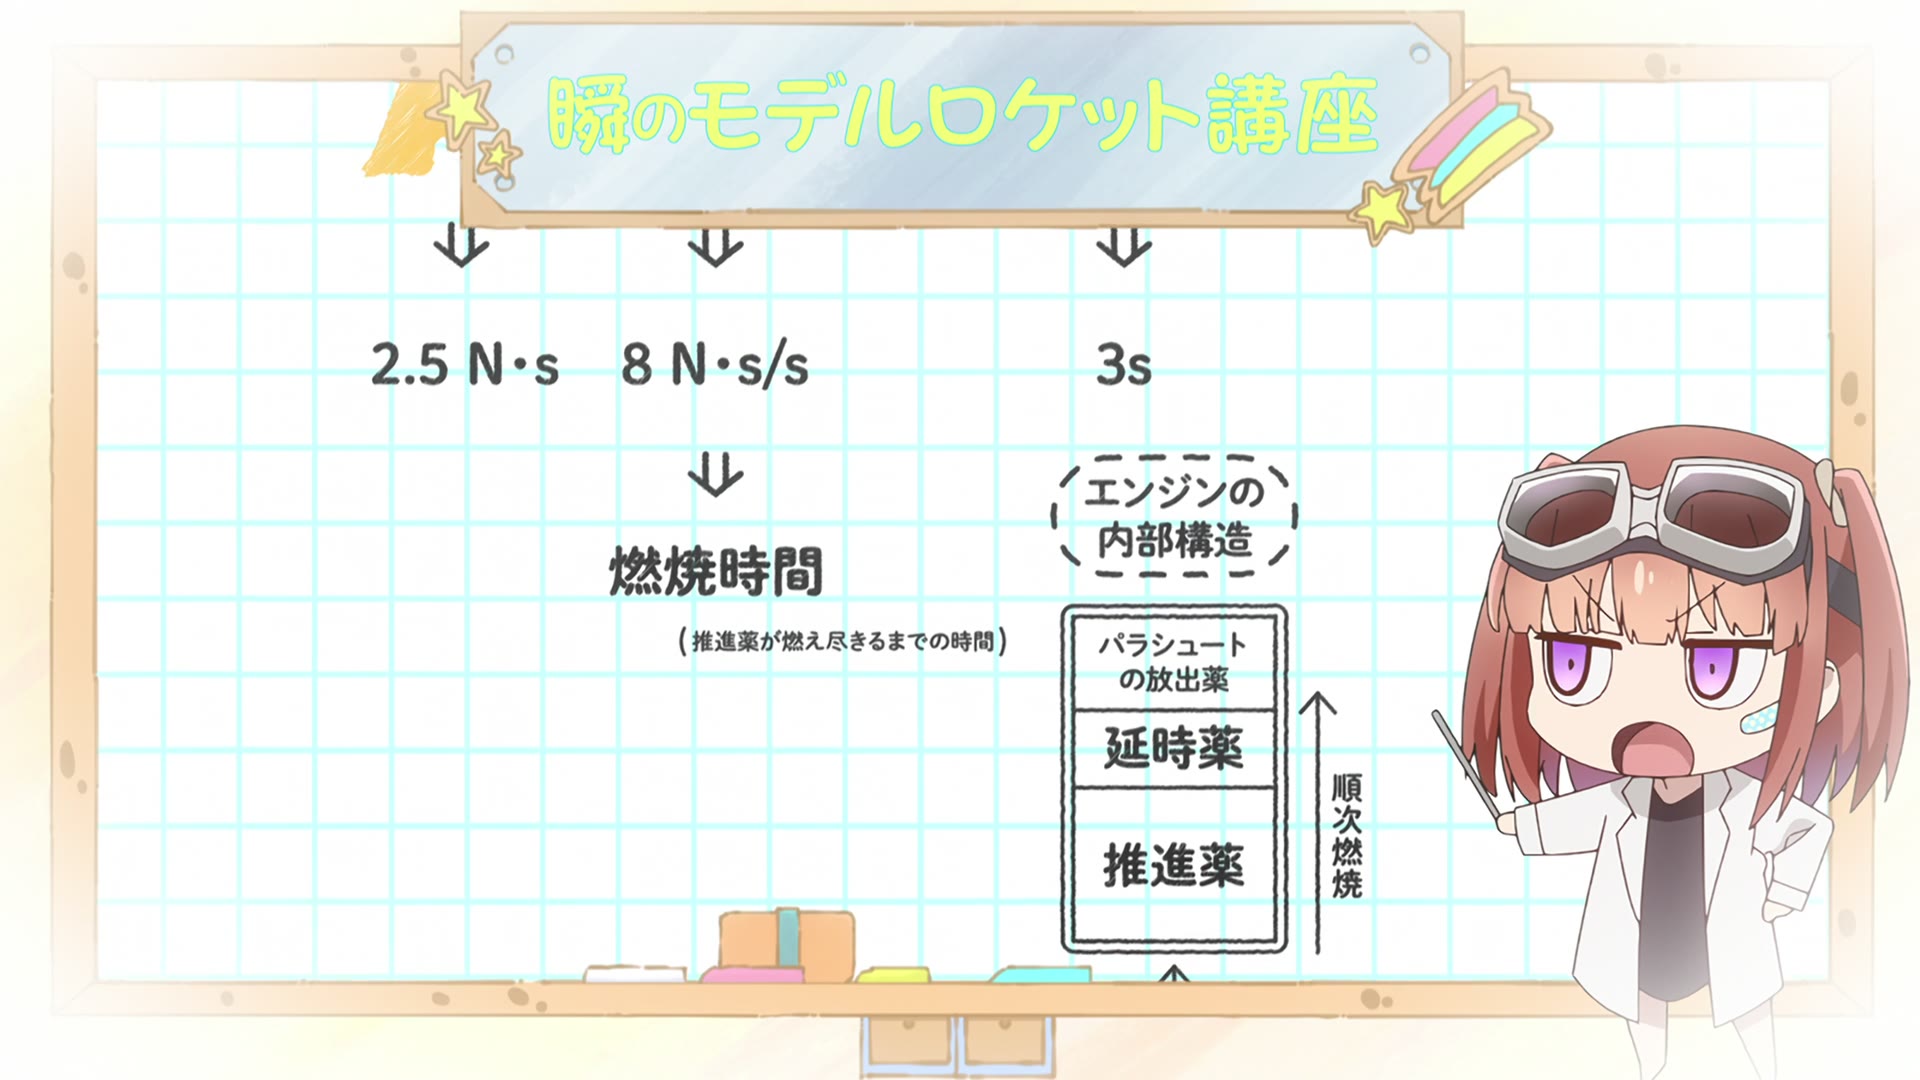 瞬のモデルロケット講座
2.5 N・s
8 N・s/s
3s
燃焼時間
(推進薬が燃え尽きるまでの時間)
エンジンの
内部構造
パラシュート
の放出薬
延時薬
推進薬
順次燃焼